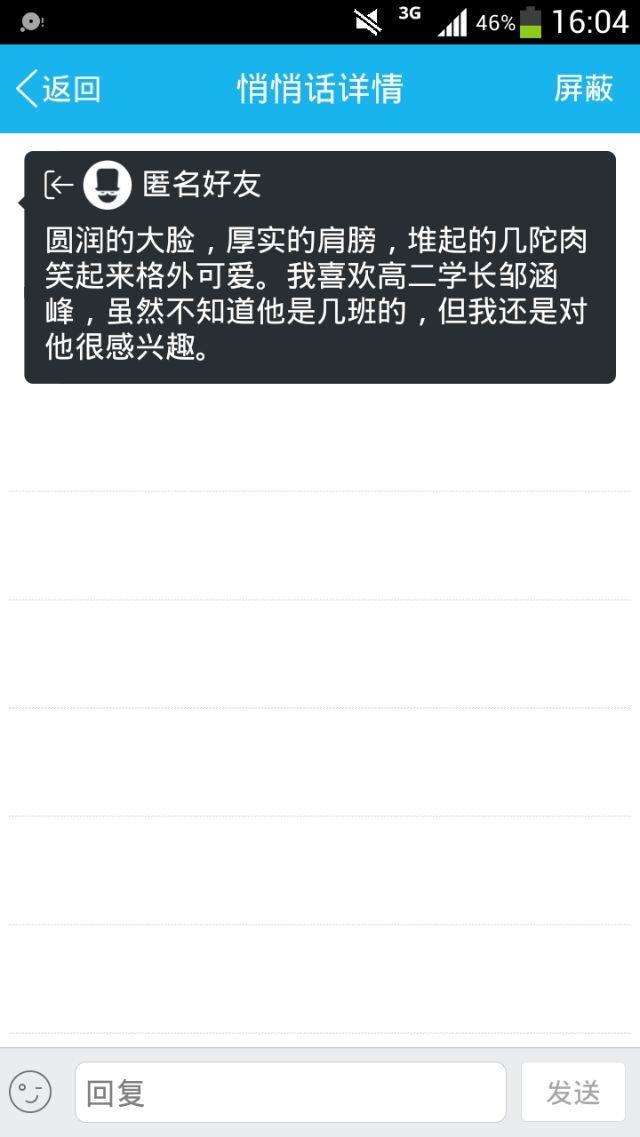 3G 46% 16:04
返回 悄悄话详情 屏蔽
匿名好友
圆润的大脸，厚实的肩膀，堆起的几陀肉
笑起来格外可爱。我喜欢高二学长邹涵
峰，虽然不知道他是几班的，但我还是对
他很感兴趣。
回复 发送